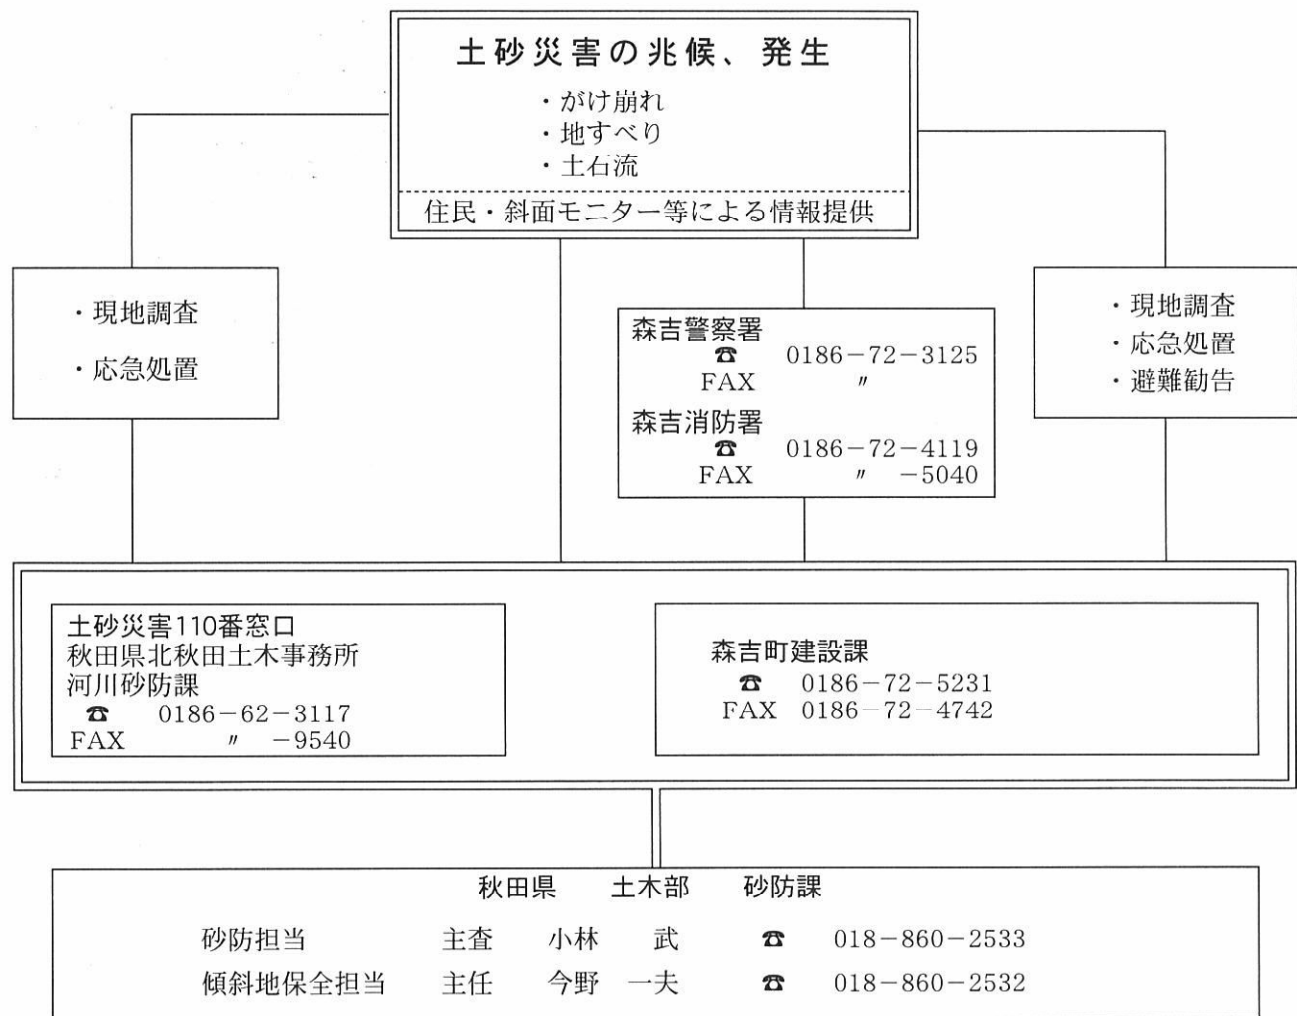 土砂災害の兆候、発生
・がけ崩れ
・地すべり
・土石流
住民・斜面モニター等による情報提供
・現地調査
・応急処置
森吉警察署
☎ 0186-72-3125
FAX 〃
森吉消防署
☎ 0186-72-4119
FAX 〃 -5040
・現地調査
・応急処置
・避難勧告
土砂災害110番窓口
秋田県北秋田土木事務所
河川砂防課
☎ 0186-62-3117
FAX 〃 -9540
森吉町建設課
☎ 0186-72-5231
FAX 0186-72-4742
秋田県 土木部 砂防課
砂防担当 主査 小林 武 ☎ 018-860-2533
傾斜地保全担当 主任 今野 一夫 ☎ 018-860-2532